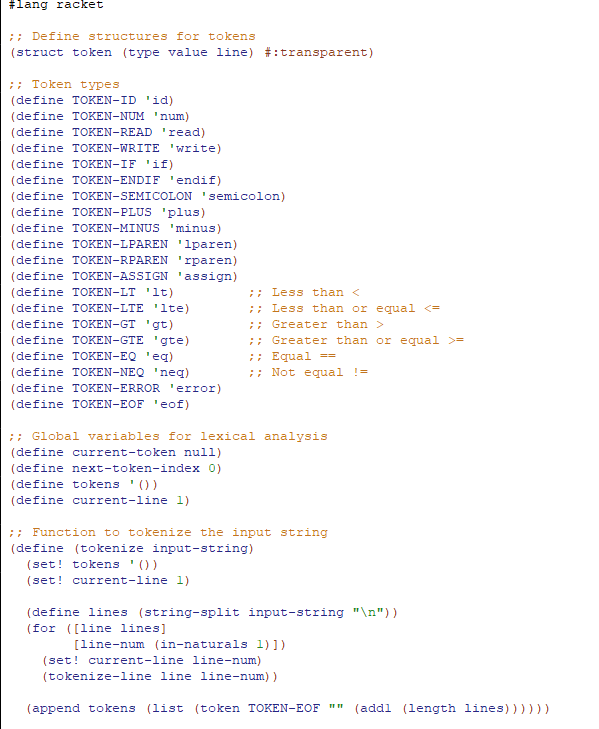 #lang racket
;; Define structures for tokens
(struct token (type value line) #:transparent)
;; Token types
(define TOKEN-ID 'id)
(define TOKEN-NUM 'num)
(define TOKEN-READ 'read)
(define TOKEN-WRITE 'write)
(define TOKEN-IF 'if)
(define TOKEN-ENDIF 'endif)
(define TOKEN-SEMICOLON 'semicolon)
(define TOKEN-PLUS 'plus)
(define TOKEN-MINUS 'minus)
(define TOKEN-LPAREN 'lparen)
(define TOKEN-RPAREN 'rparen)
(define TOKEN-ASSIGN 'assign)
(define TOKEN-LT 'lt)         ;; Less than <
(define TOKEN-LTE 'lte)       ;; Less than or equal <=
(define TOKEN-GT 'gt)         ;; Greater than >
(define TOKEN-GTE 'gte)       ;; Greater than or equal >=
(define TOKEN-EQ 'eq)         ;; Equal ==
(define TOKEN-NEQ 'neq)       ;; Not equal !=
(define TOKEN-ERROR 'error)
(define TOKEN-EOF 'eof)
;; Global variables for lexical analysis
(define current-token null)
(define next-token-index 0)
(define tokens '())
(define current-line 1)
;; Function to tokenize the input string
(define (tokenize input-string)
  (set! tokens '())
  (set! current-line 1)
  (define lines (string-split input-string "\n"))
  (for ([line lines]
        [line-num (in-naturals 1)])
    (set! current-line line-num)
    (tokenize-line line line-num))
  (append tokens (list (token TOKEN-EOF "" (add1 (length lines))))))